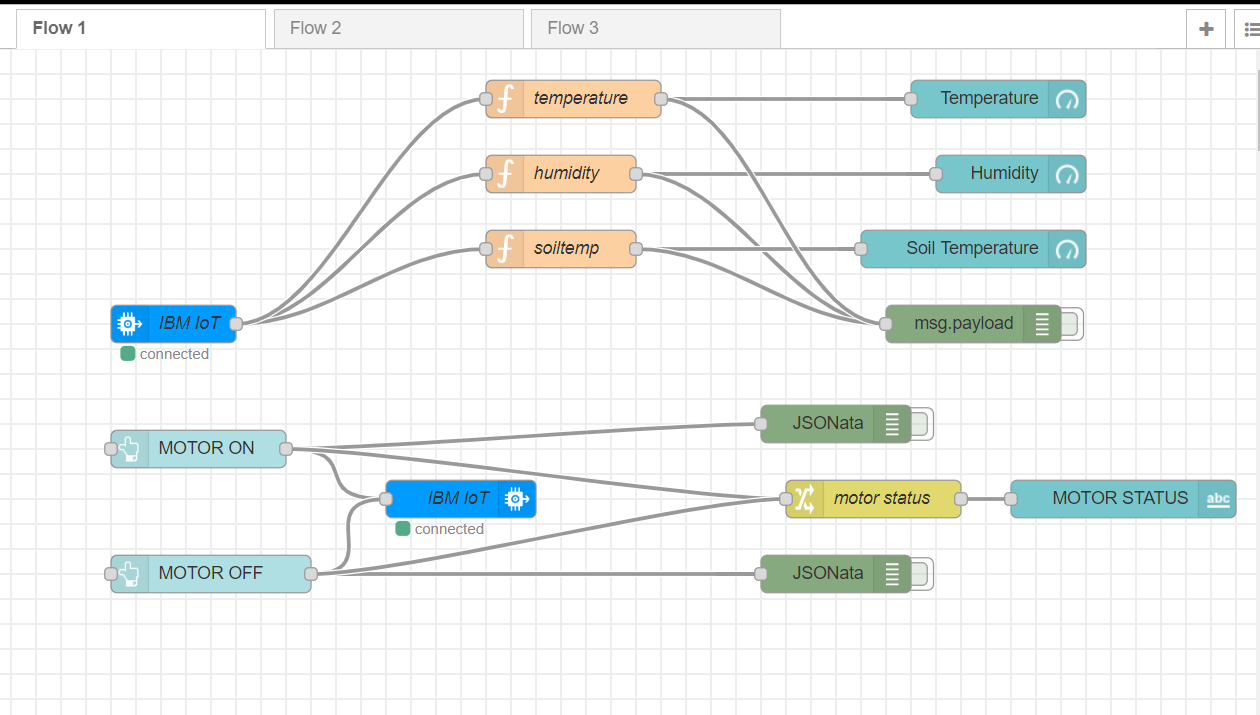 Flow 1
Flow 2
Flow 3
temperature
Temperature
humidity
Humidity
soiltemp
Soil Temperature
IBM IoT
msg.payload
connected
JSONata
MOTOR ON
IBM IoT
motor status
MOTOR STATUS
abc
connected
MOTOR OFF
JSONata